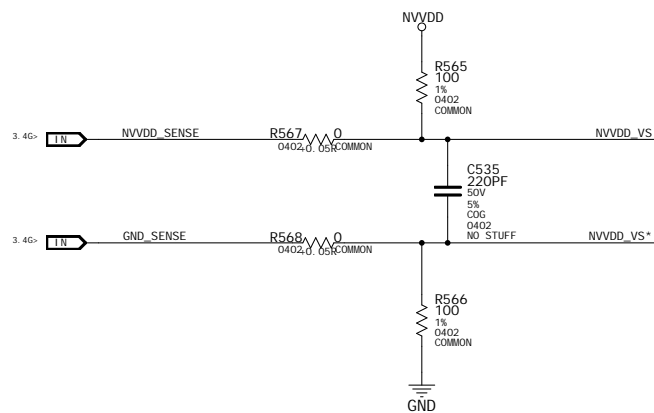 NVVDD
R565
100
1%
0402
COMMON
3.4G>
IN
NVVDD_SENSE
R567
0
0402
+0.05R
COMMON
NVVDD_VS
C535
220PF
50V
5%
COG
0402
NO STUFF
3.4G>
IN
GND_SENSE
R568
0
0402
+0.05R
COMMON
NVVDD_VS*
R566
100
1%
0402
COMMON
GND